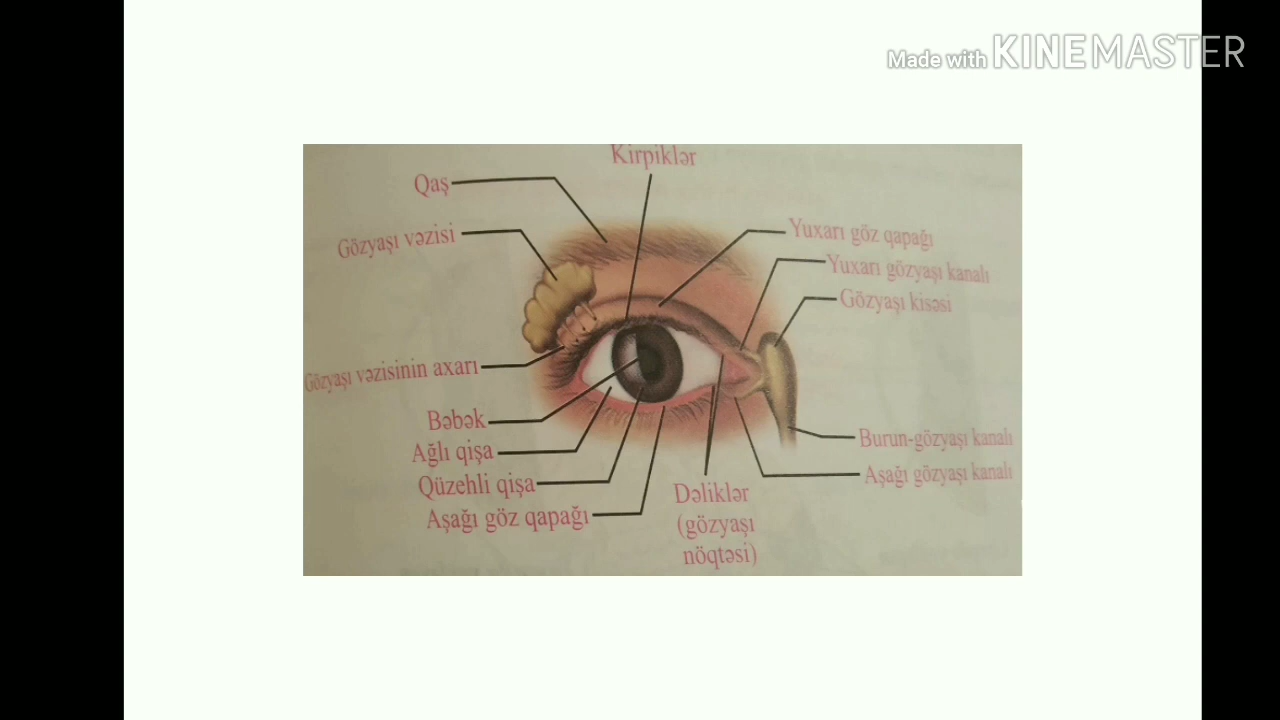 Made with KINEMASTER
Kirpiklər
Qaş
Gözyaşı vəzisi
Yuxarı göz qapağı
Yuxarı gözyaşı kanalı
Gözyaşı kisəsi
Gözyaşı vəzisinin axarı
Bəbək
Ağlı qişa
Qüzehli qişa
Aşağı göz qapağı
Dəliklər
(gözyaşı
nöqtəsi)
Burun-gözyaşı kanalı
Aşağı gözyaşı kanalı